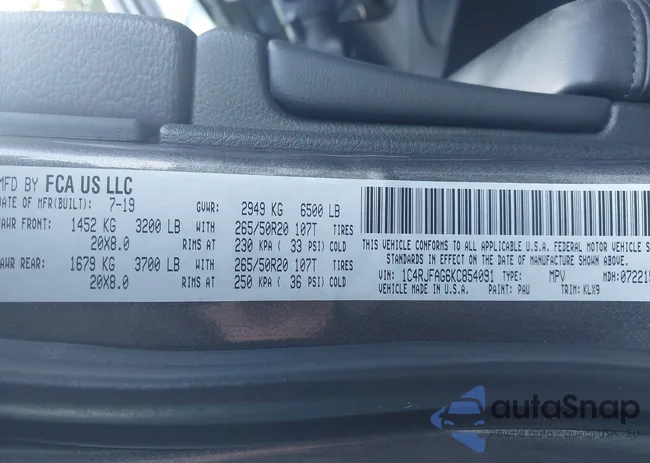 MFD BY FCA US LLC
DATE OF MFR(BUILT): 7-19 GVWR: 2949 KG 6500 LB
GAWR FRONT: 1452 KG 3200 LB WITH 265/50R20 107T TIRES
20X8.0 RIMS AT 230 KPA ( 33 PSI) COLD
GAWR REAR: 1679 KG 3700 LB WITH 265/50R20 107T TIRES
20X8.0 RIMS AT 250 KPA ( 36 PSI) COLD
THIS VEHICLE CONFORMS TO ALL APPLICABLE U.S.A. FEDERAL MOTOR VEHICLE
STANDARDS IN EFFECT ON THE DATE OF MANUFACTURE SHOWN ABOVE.
VIN: 1C4RJFAG6KC854091 TYPE: MPV MDH: 072215
VEHICLE MADE IN U.S.A. PAINT: PAU TRIM: KLX9
autoSnap